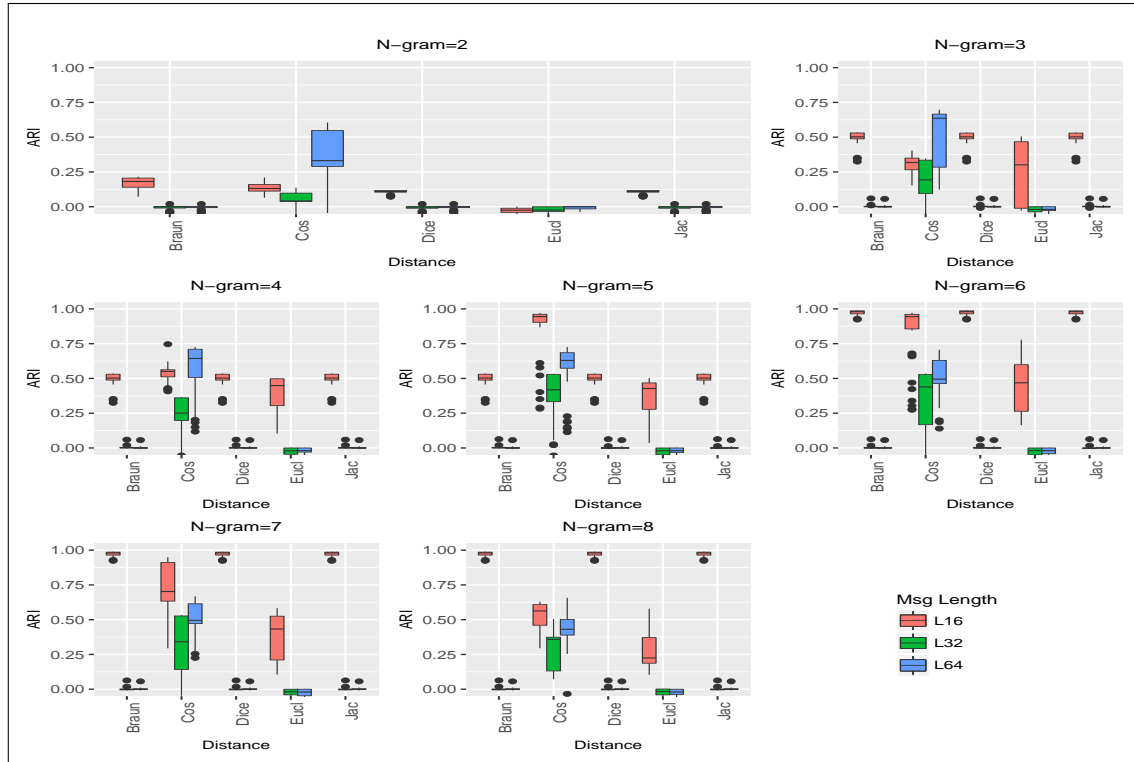 N-gram=2
1.00
0.75
0.50
0.25
0.00
ARI
Braun
Cos
Dice
Eucl
Jac
Distance
N-gram=3
1.00
0.75
0.50
0.25
0.00
ARI
Braun
Cos
Dice
Eucl
Jac
Distance
N-gram=4
1.00
0.75
0.50
0.25
0.00
ARI
Braun
Cos
Dice
Eucl
Jac
Distance
N-gram=5
1.00
0.75
0.50
0.25
0.00
ARI
Braun
Cos
Dice
Eucl
Jac
Distance
N-gram=6
1.00
0.75
0.50
0.25
0.00
ARI
Braun
Cos
Dice
Eucl
Jac
Distance
N-gram=7
1.00
0.75
0.50
0.25
0.00
ARI
Braun
Cos
Dice
Eucl
Jac
Distance
N-gram=8
1.00
0.75
0.50
0.25
0.00
ARI
Braun
Cos
Dice
Eucl
Jac
Distance
Msg Length
L16
L32
L64